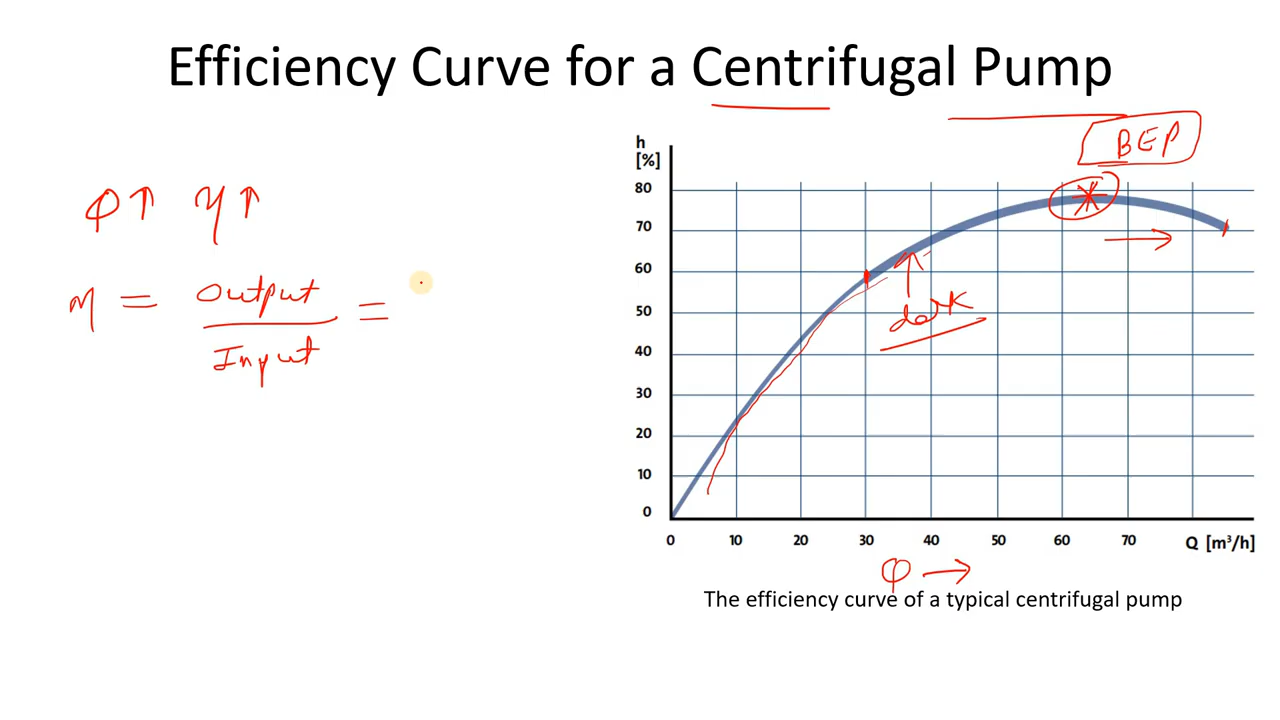 Efficiency Curve for a Centrifugal Pump
BEP
h
[%]
80
70
60
50
40
30
20
10
0
dark
0 10 20 30 40 50 60 70 Q [m³/h]
Q →
The efficiency curve of a typical centrifugal pump
Q ↑ η ↑
η = Output / Input =